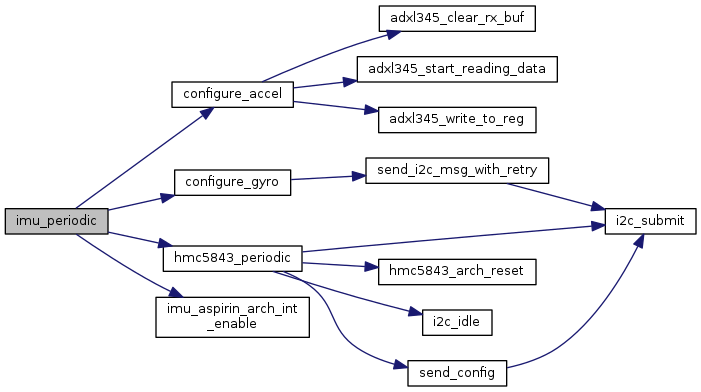 adxl345_clear_rx_buf
adxl345_start_reading_data
configure_accel
adxl345_write_to_reg
send_i2c_msg_with_retry
configure_gyro
imu_periodic
i2c_submit
hmc5843_periodic
hmc5843_arch_reset
imu_aspirin_arch_int
_enable
i2c_idle
send_config